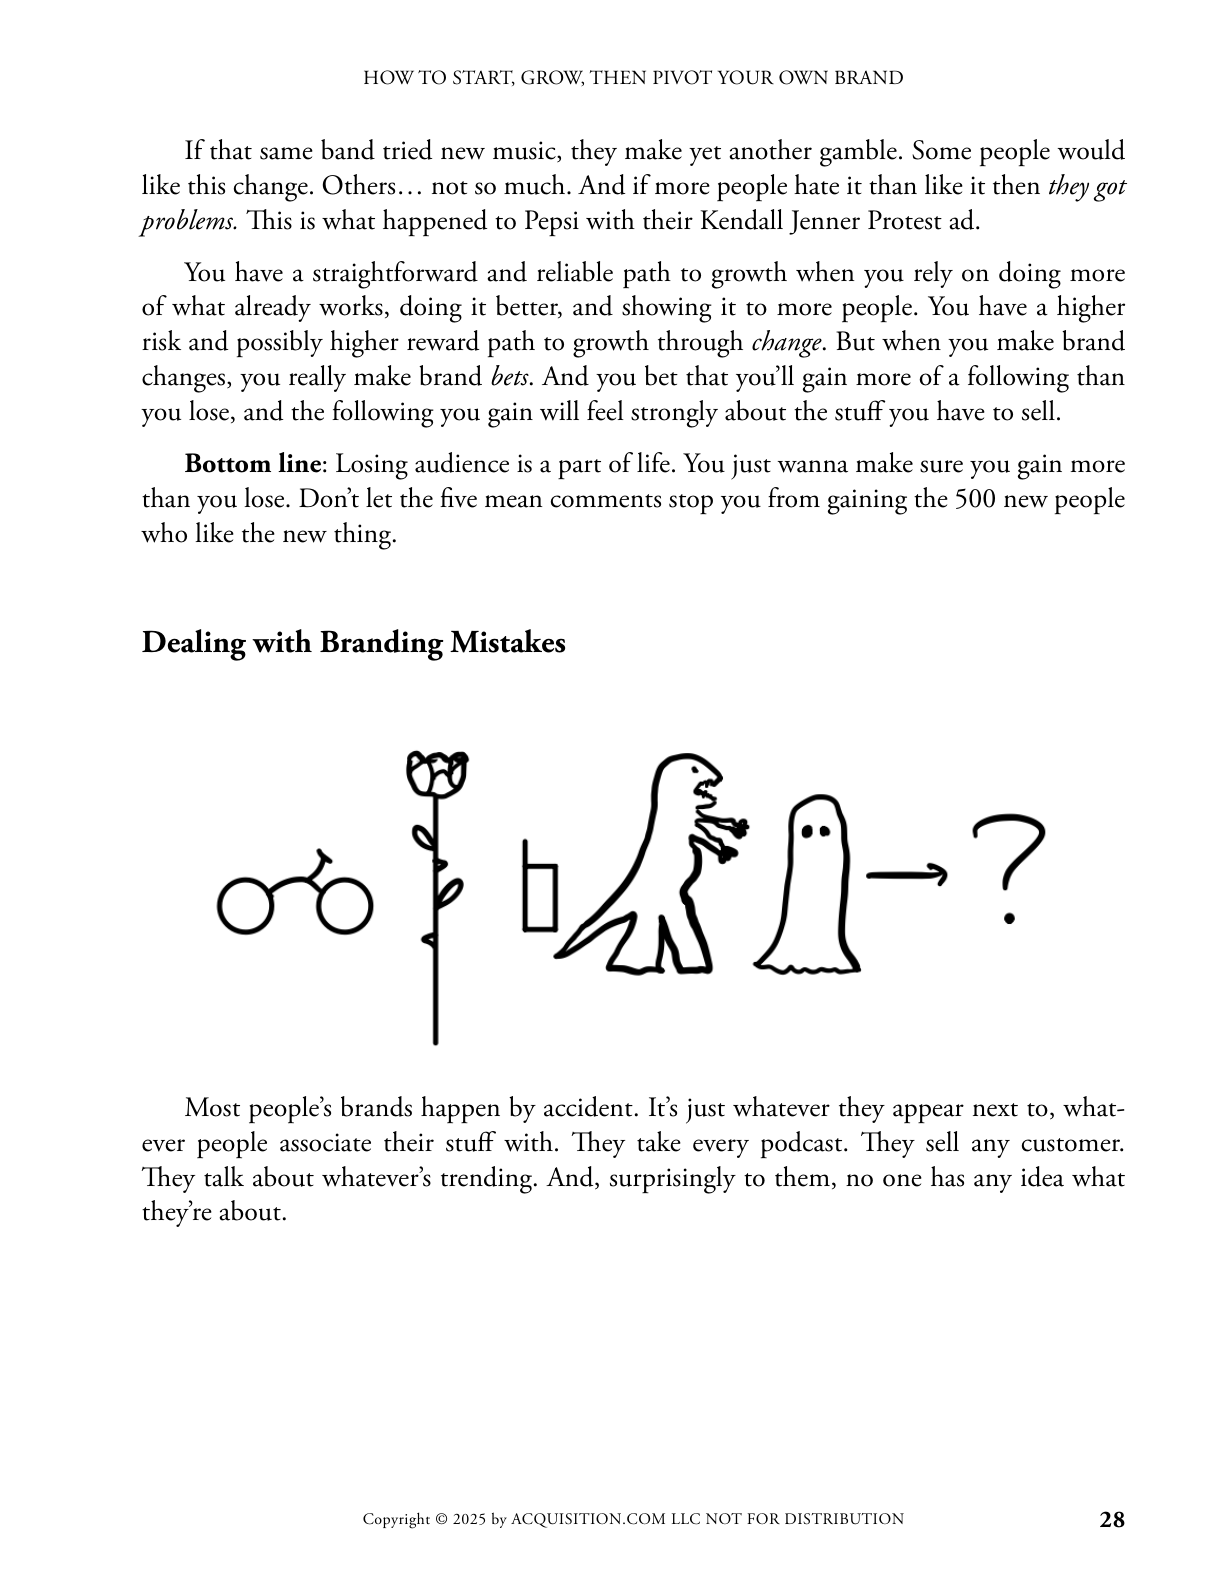 HOW TO START, GROW, THEN PIVOT YOUR OWN BRAND
If that same band tried new music, they make yet another gamble. Some people would
like this change. Others… not so much. And if more people hate it than like it then they got
problems. This is what happened to Pepsi with their Kendall Jenner Protest ad.
You have a straightforward and reliable path to growth when you rely on doing more
of what already works, doing it better, and showing it to more people. You have a higher
risk and possibly higher reward path to growth through change. But when you make brand
changes, you really make brand bets. And you bet that you’ll gain more of a following than
you lose, and the following you gain will feel strongly about the stuff you have to sell.
Bottom line: Losing audience is a part of life. You just wanna make sure you gain more
than you lose. Don’t let the five mean comments stop you from gaining the 500 new people
who like the new thing.
Dealing with Branding Mistakes
?
Most people’s brands happen by accident. It’s just whatever they appear next to, what-
ever people associate their stuff with. They take every podcast. They sell any customer.
They talk about whatever’s trending. And, surprisingly to them, no one has any idea what
they’re about.
Copyright © 2025 by ACQUISITION.COM LLC NOT FOR DISTRIBUTION
28